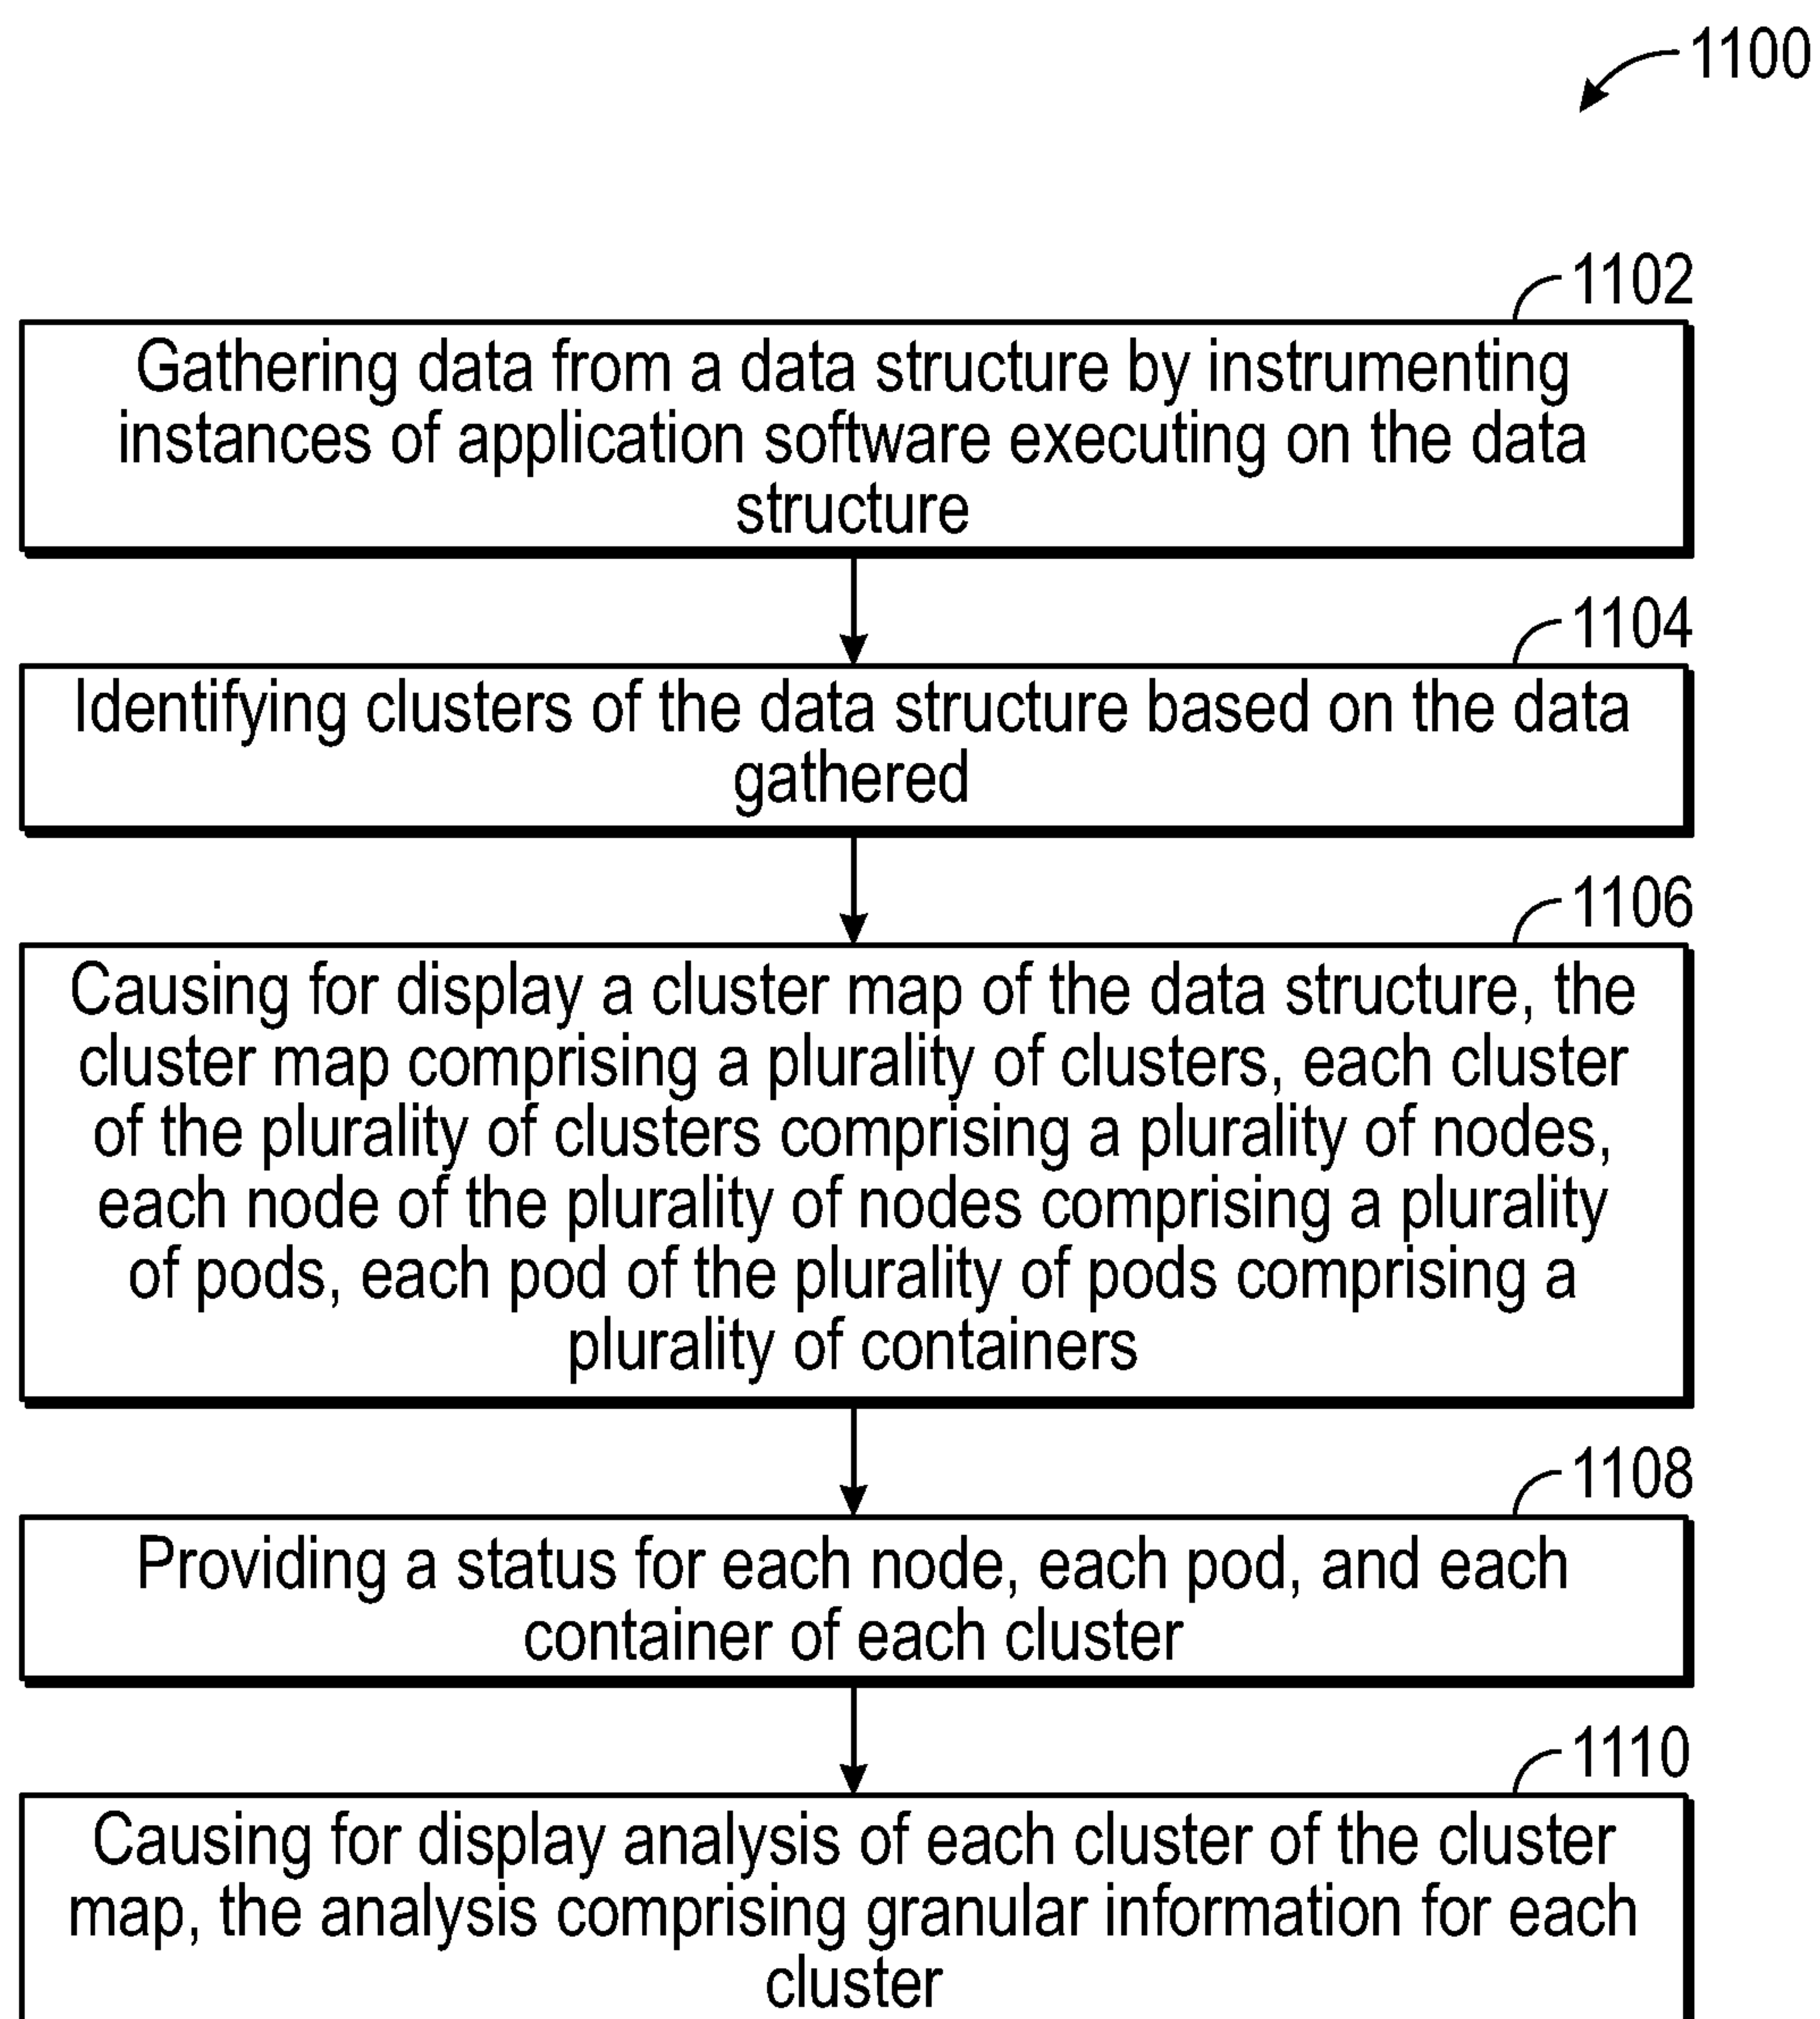 1100
1102
Gathering data from a data structure by instrumenting
instances of application software executing on the data
structure
1104
Identifying clusters of the data structure based on the data
gathered
1106
Causing for display a cluster map of the data structure, the
cluster map comprising a plurality of clusters, each cluster
of the plurality of clusters comprising a plurality of nodes,
each node of the plurality of nodes comprising a plurality
of pods, each pod of the plurality of pods comprising a
plurality of containers
1108
Providing a status for each node, each pod, and each
container of each cluster
1110
Causing for display analysis of each cluster of the cluster
map, the analysis comprising granular information for each
cluster